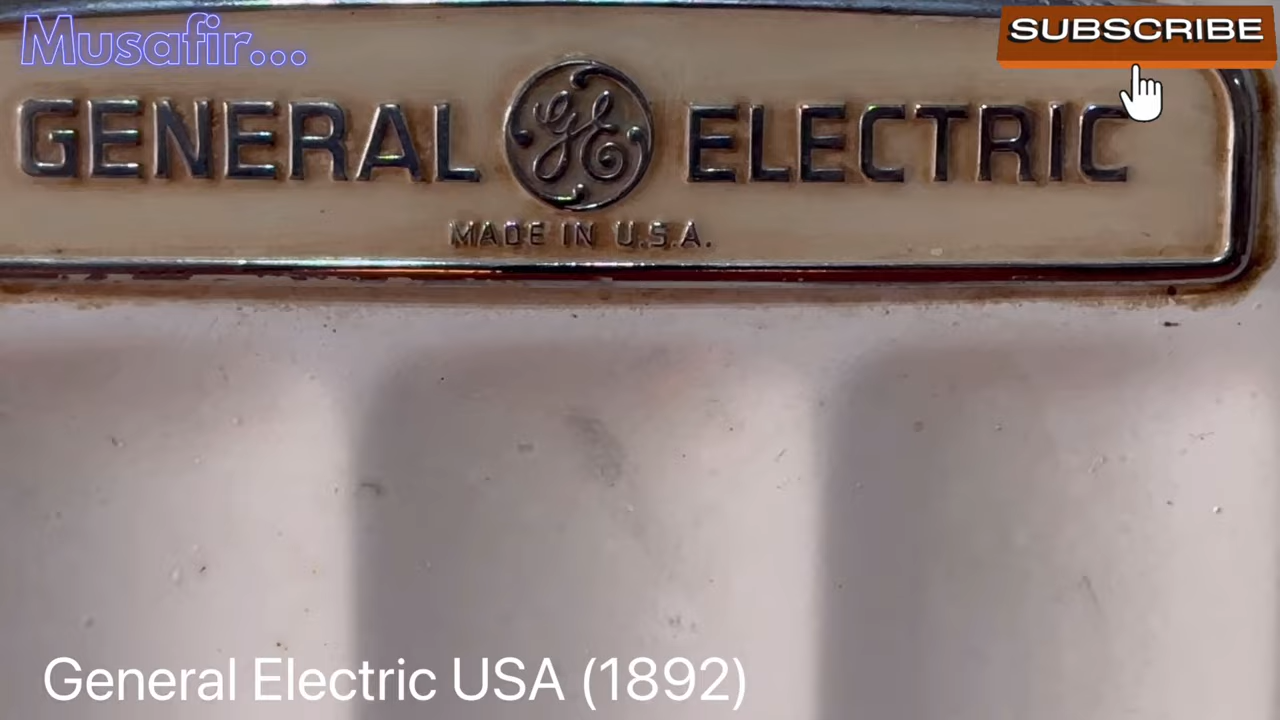 Musafir...
SUBSCRIBE
GENERAL GE ELECTRIC
MADE IN U.S.A.
General Electric USA (1892)